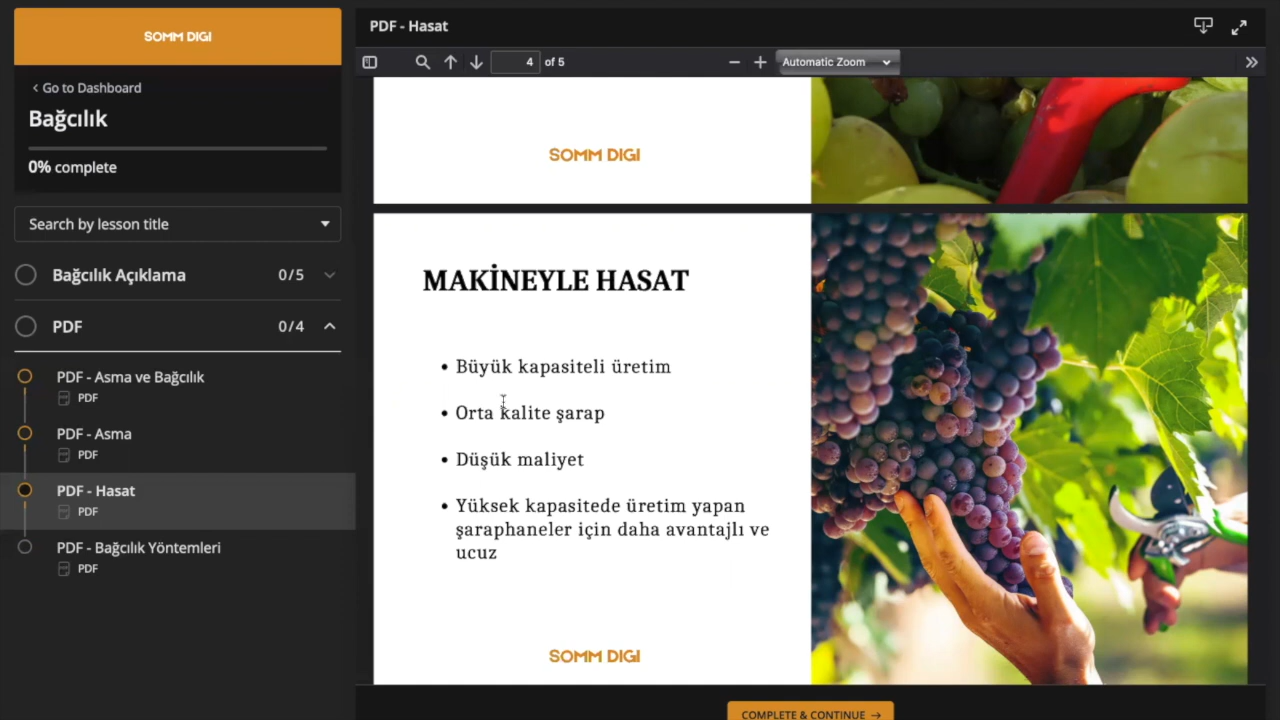 SOMM DIGI
Go to Dashboard
Bağcılık
0% complete
Search by lesson title
Bağcılık Açıklama 0/5
PDF 0/4
PDF - Asma ve Bağcılık
PDF
PDF - Asma
PDF
PDF - Hasat
PDF
PDF - Bağcılık Yöntemleri
PDF
PDF - Hasat
4 of 5
Automatic Zoom
SOMM DIGI
MAKİNEYLE HASAT
• Büyük kapasiteli üretim
• Orta kalite şarap
• Düşük maliyet
• Yüksek kapasitede üretim yapan
şaraphaneler için daha avantajlı ve
ucuz
SOMM DIGI
COMPLETE & CONTINUE →